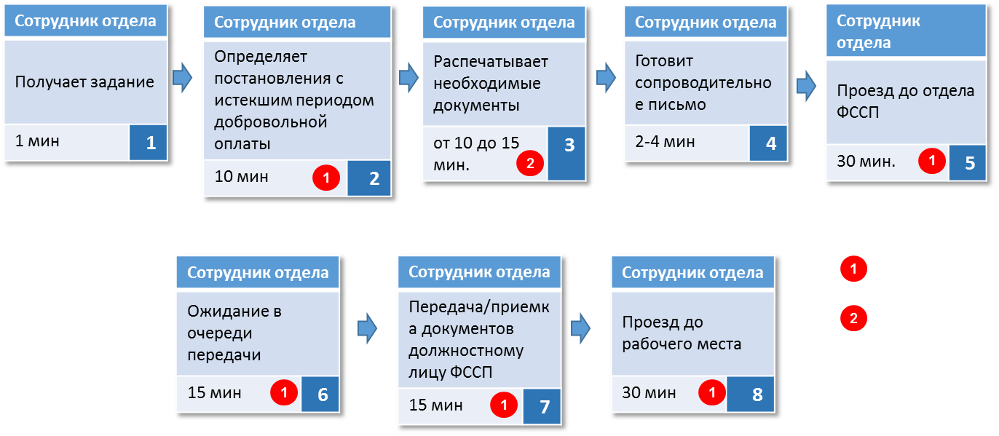 Сотрудник отдела
Получает задание
1 мин
1
Сотрудник отдела
Определяет
постановления с
истекшим периодом
добровольной
оплаты
10 мин
1
2
Сотрудник отдела
Распечатывает
необходимые
документы
от 10 до 15
мин.
2
3
Сотрудник отдела
Готовит
сопроводительно
е письмо
2-4 мин
4
Сотрудник
отдела
Проезд до отдела
ФССП
30 мин.
1
5
Сотрудник отдела
Ожидание в
очереди
передачи
15 мин
1
6
Сотрудник отдела
Передача/приемк
а документов
должностному
лицу ФССП
15 мин
1
7
Сотрудник отдела
Проезд до
рабочего места
30 мин
1
8
1
2